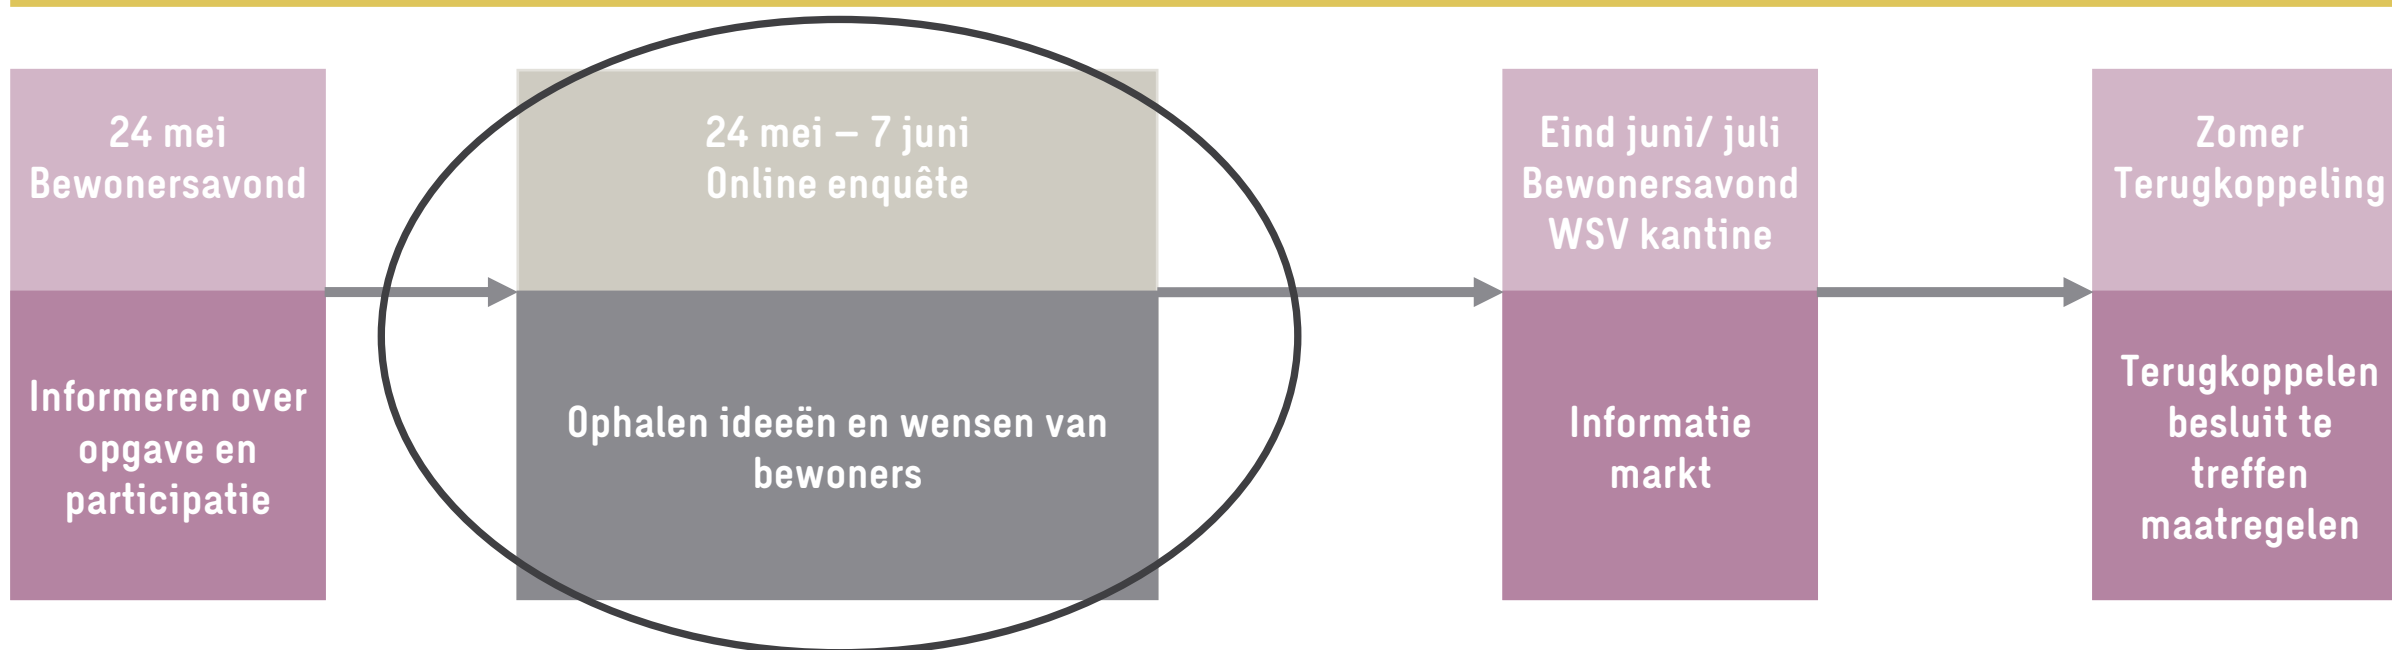 24 mei
Bewonersavond
Informeren over
opgave en
participatie
24 mei – 7 juni
Online enquête
Ophalen ideeën en wensen van
bewoners
Eind juni/ juli
Bewonersavond
WSV kantine
Informatie
markt
Zomer
Terugkoppeling
Terugkoppelen
besluit te
treffen
maatregelen